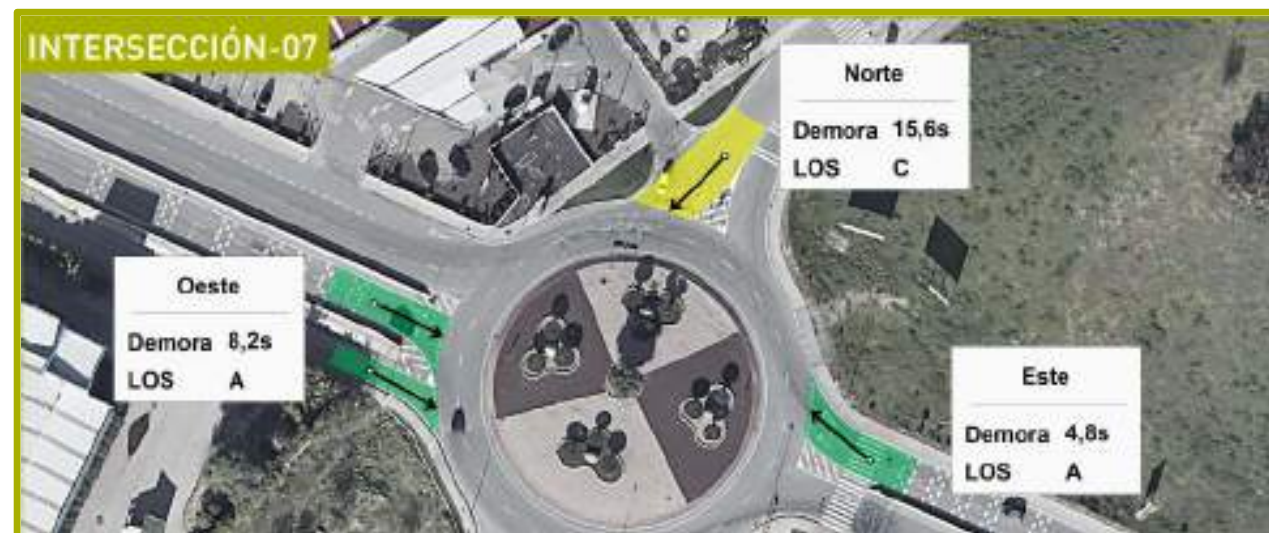 INTERSECCIÓN-07
Norte
Demora 15,6s
LOS C
Oeste
Demora 8,2s
LOS A
Este
Demora 4,8s
LOS A